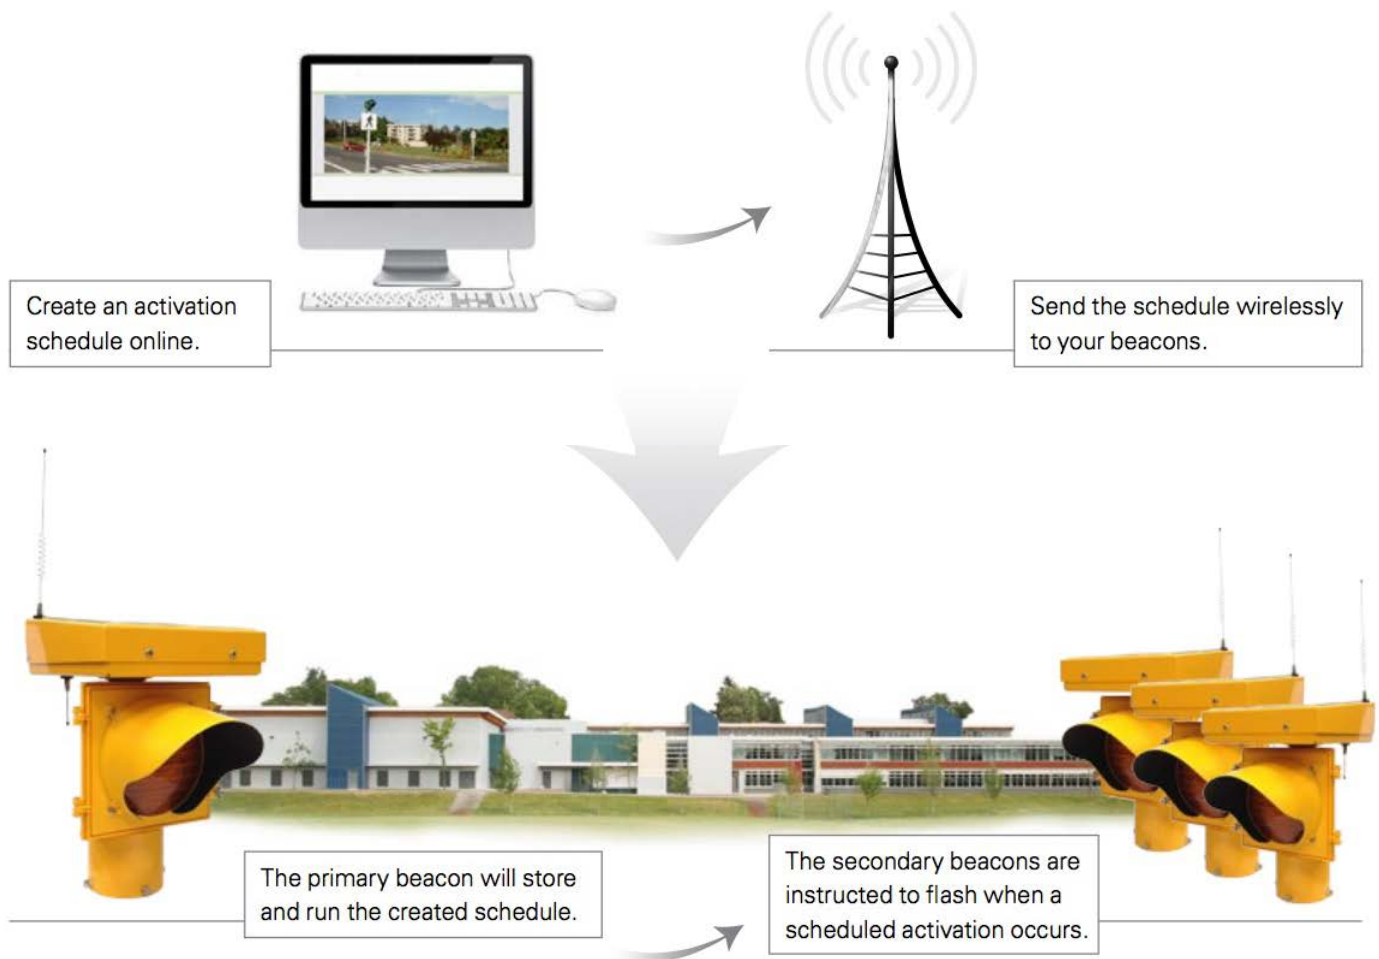 Create an activation
schedule online.
Send the schedule wirelessly
to your beacons.
The primary beacon will store
and run the created schedule.
The secondary beacons are
instructed to flash when a
scheduled activation occurs.